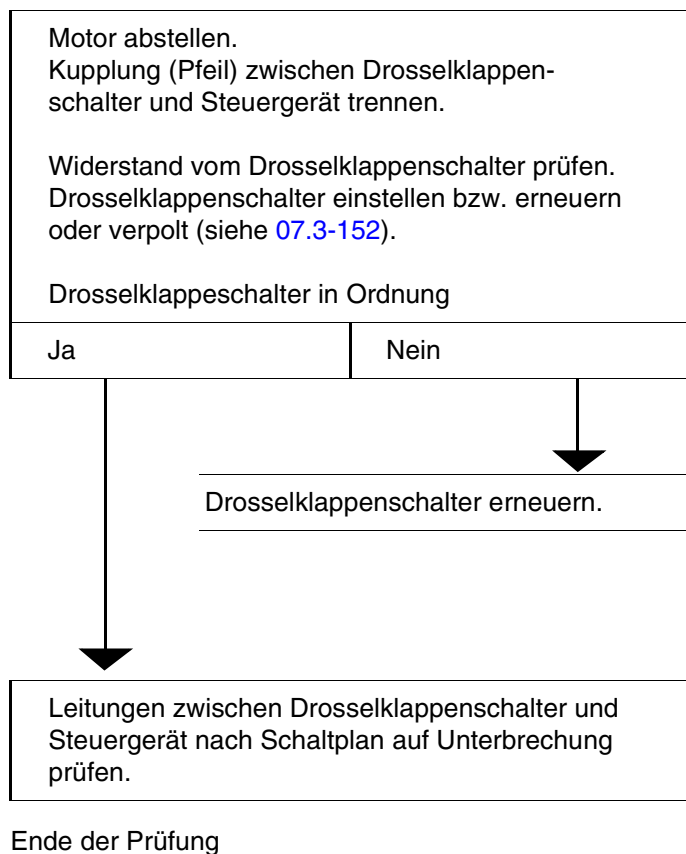 Motor abstellen.
Kupplung (Pfeil) zwischen Drosselklappen-
schalter und Steuergerät trennen.
Widerstand vom Drosselklappenschalter prüfen.
Drosselklappenschalter einstellen bzw. erneuern
oder verpolt (siehe 07.3-152).
Drosselklappeschalter in Ordnung
Ja
Nein
Drosselklappenschalter erneuern.
Leitungen zwischen Drosselklappenschalter und
Steuergerät nach Schaltplan auf Unterbrechung
prüfen.
Ende der Prüfung